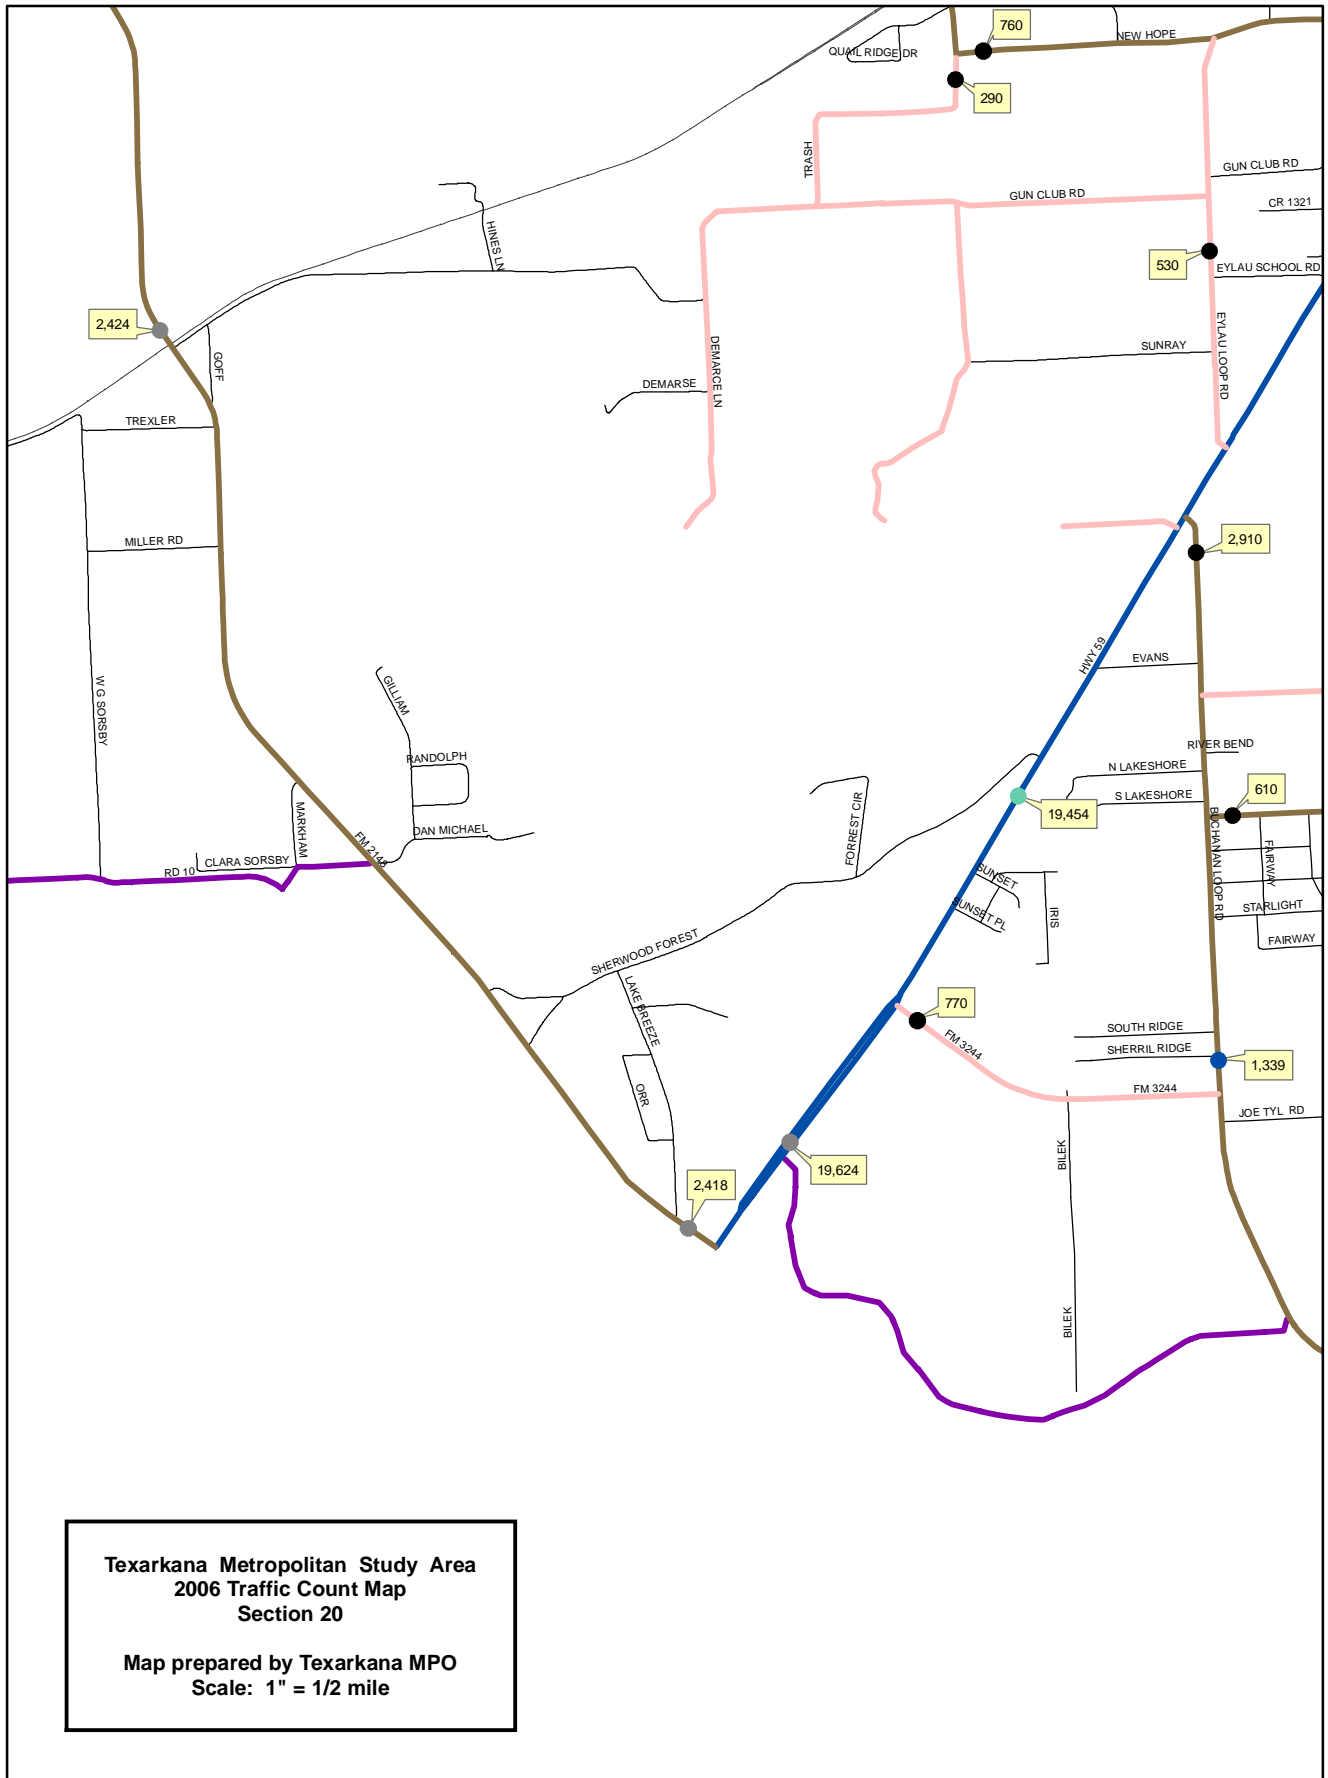 760
NEW HOPE
QUAIL RIDGE DR
290
TRASH
GUN CLUB RD
GUN CLUB RD
CR 1321
HINES LN
530
EYLAU SCHOOL RD
2,424
EYLAU LOOP RD
GOFF
DEMARCE LN
SUNRAY
DEMARSE
TREXLER
MILLER RD
2,910
HWY 59
EVANS
W G SORSBY
GILLIAM
RANDOLPH
RIVER BEND
N LAKESHORE
S LAKESHORE
610
19,454
MARKHAM
DAN MICHAEL
FM 2148
FORREST CIR
BUCHANAN LOOP RD
FAIRWAY
CLARA SORSBY
RD 10
SUNSET
SUNSET PL
IRIS
STARLIGHT
FAIRWAY
SHERWOOD FOREST
LAKE BREEZE
770
FM 3244
SOUTH RIDGE
SHERRIL RIDGE
1,339
FM 3244
ORR
JOE TYL RD
BILEK
19,624
2,418
BILEK
Texarkana Metropolitan Study Area
2006 Traffic Count Map
Section 20
Map prepared by Texarkana MPO
Scale: 1" = 1/2 mile